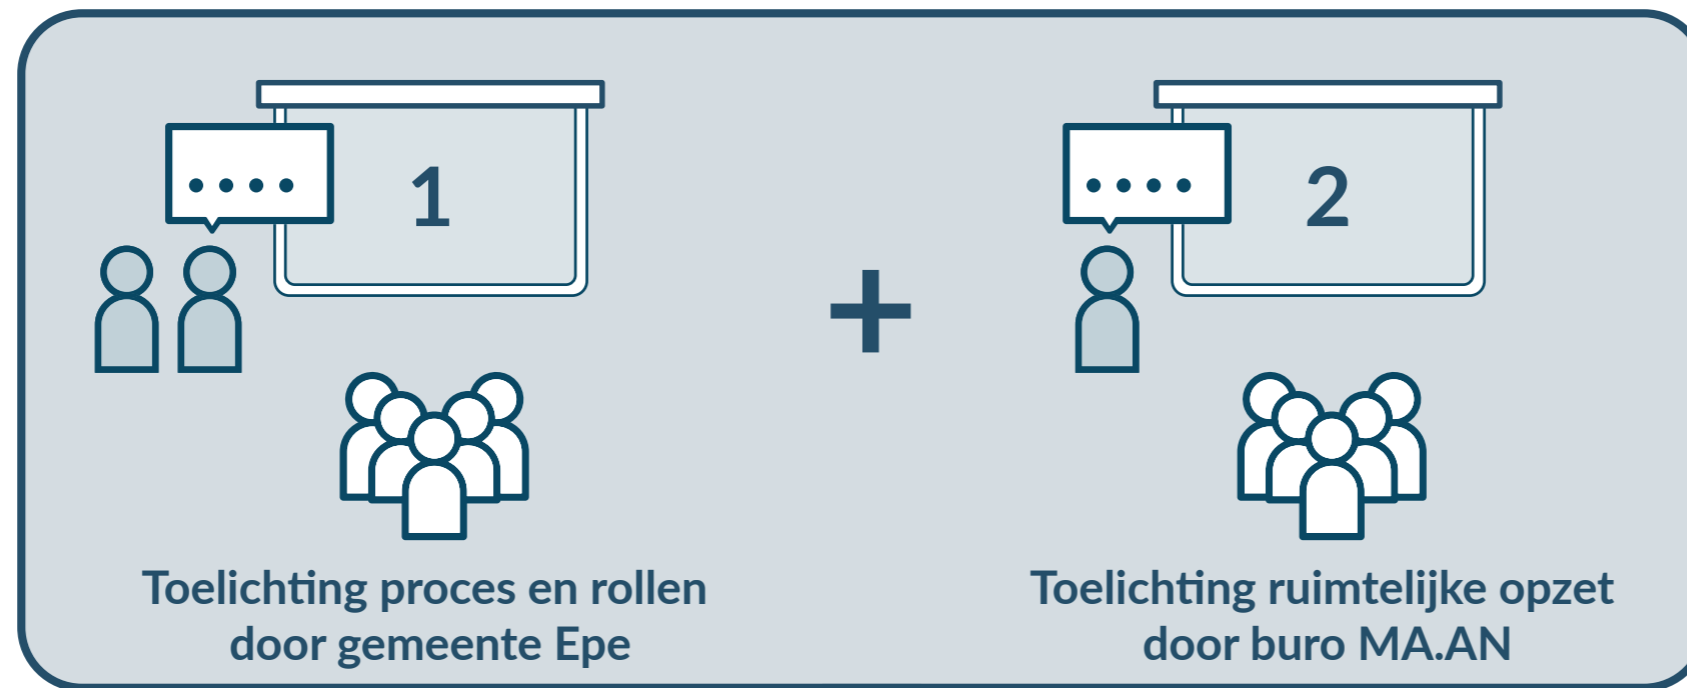 1
Toelichting proces en rollen
door gemeente Epe
+
2
Toelichting ruimtelijke opzet
door buro MA.AN